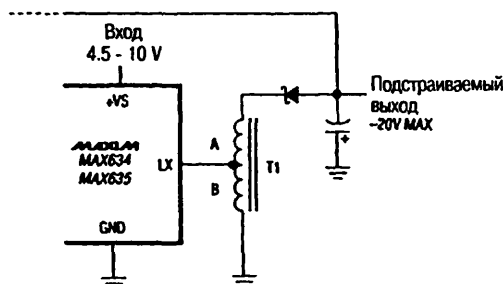 Вход
4.5 - 10 V
+VS
MAXIM
MAX634
MAX635
LX
GND
A
B
T1
Подстраиваемый
выход
-20V MAX
+